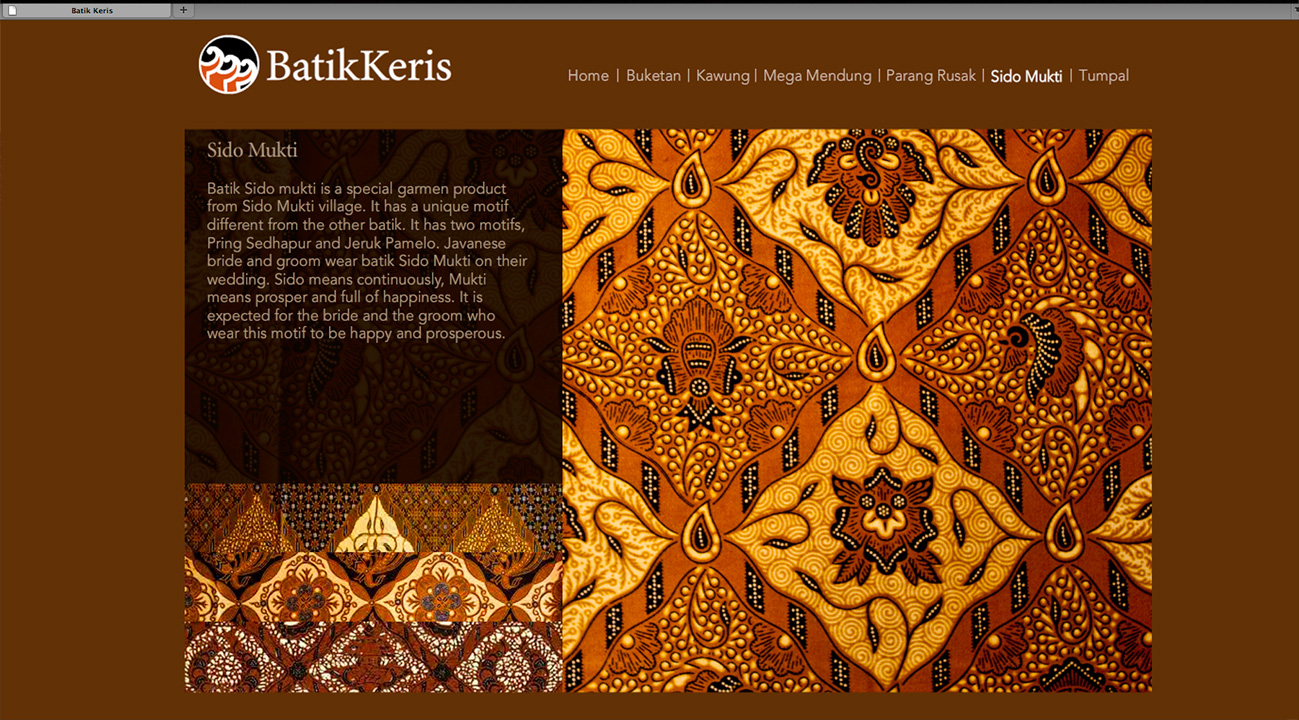 Batik Keris
BatikKeris
Home | Buketan | Kawung | Mega Mendung | Parang Rusak | Sido Mukti | Tumpal
Sido Mukti
Batik Sido mukti is a special garmen product
from Sido Mukti village. It has a unique motif
different from the other batik. It has two motifs,
Pring Sedhapur and Jeruk Pamelo. Javanese
bride and groom wear batik Sido Mukti on their
wedding. Sido means continuously, Mukti
means prosper and full of happiness. It is
expected for the bride and the groom who
wear this motif to be happy and prosperous.